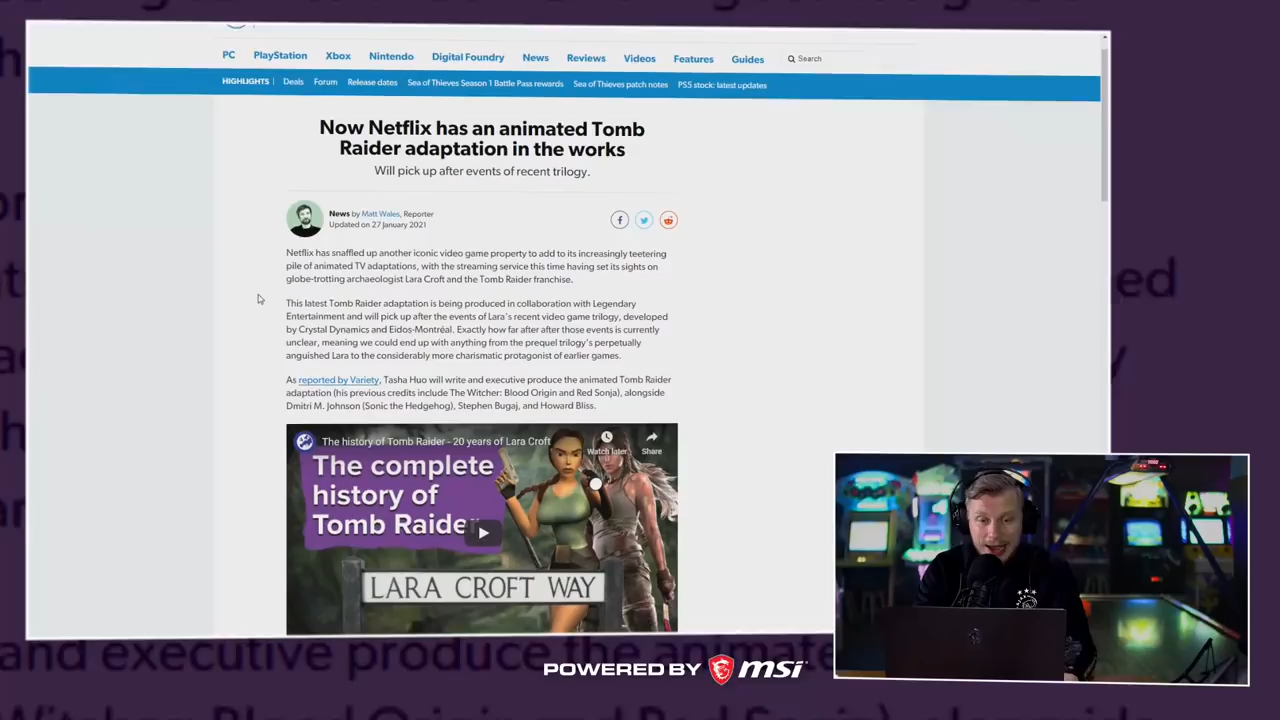 PC PlayStation Xbox Nintendo Digital Foundry News Reviews Videos Features Guides Search
HIGHLIGHTS | Deals Forum Release dates Sea of Thieves Season 1 Battle Pass rewards Sea of Thieves patch notes PS5 stock: latest updates
Now Netflix has an animated Tomb
Raider adaptation in the works
Will pick up after events of recent trilogy.
News by Matt Wales, Reporter
Updated on 27 January 2021
Netflix has snaffled up another iconic video game property to add to its increasingly teetering
pile of animated TV adaptations, with the streaming service this time having set its sights on
globe-trotting archaeologist Lara Croft and the Tomb Raider franchise.
This latest Tomb Raider adaptation is being produced in collaboration with Legendary
Entertainment and will pick up after the events of Lara's recent video game trilogy, developed
by Crystal Dynamics and Eidos-Montréal. Exactly how far after after those events is currently
unclear, meaning we could end up with anything from the prequel trilogy's perpetually
anguished Lara to the considerably more charismatic protagonist of earlier games.
As reported by Variety, Tasha Huo will write and executive produce the animated Tomb Raider
adaptation (his previous credits include The Witcher: Blood Origin and Red Sonja), alongside
Dmitri M. Johnson (Sonic the Hedgehog), Stephen Bugaj, and Howard Bliss.
The history of Tomb Raider - 20 years of Lara Croft
Watch later Share
The complete
history of
Tomb Raider
LARA CROFT WAY
and executive produce the animate
POWERED BY msi